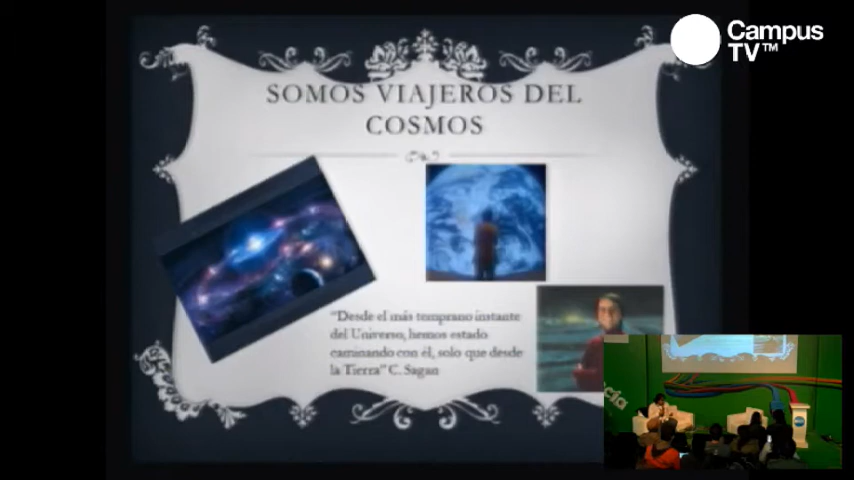 Campus
TV™
SOMOS VIAJEROS DEL
COSMOS
"Desde el más temprano instante
del Universo, hemos estado
caminando con él, solo que desde
la Tierra" C. Sagan
cía